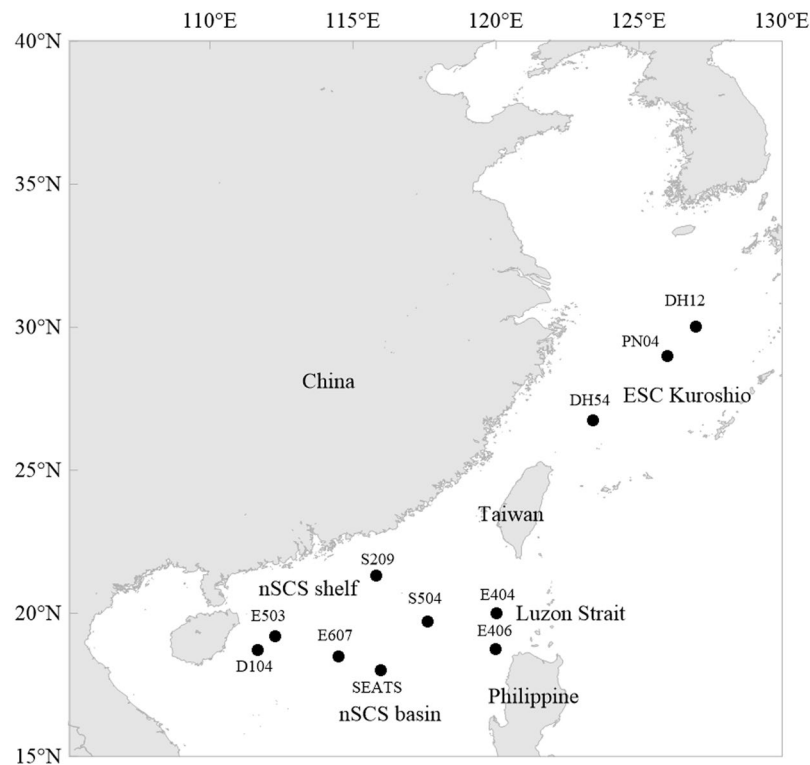 110°E
115°E
120°E
125°E
130°E
40°N
35°N
30°N
25°N
20°N
15°N
DH12
PN04
China
ESC Kuroshio
DH54
Taiwan
S209
nSCS shelf
S504
E404
Luzon Strait
E503
E607
E406
D104
SEATS
Philippine
nSCS basin